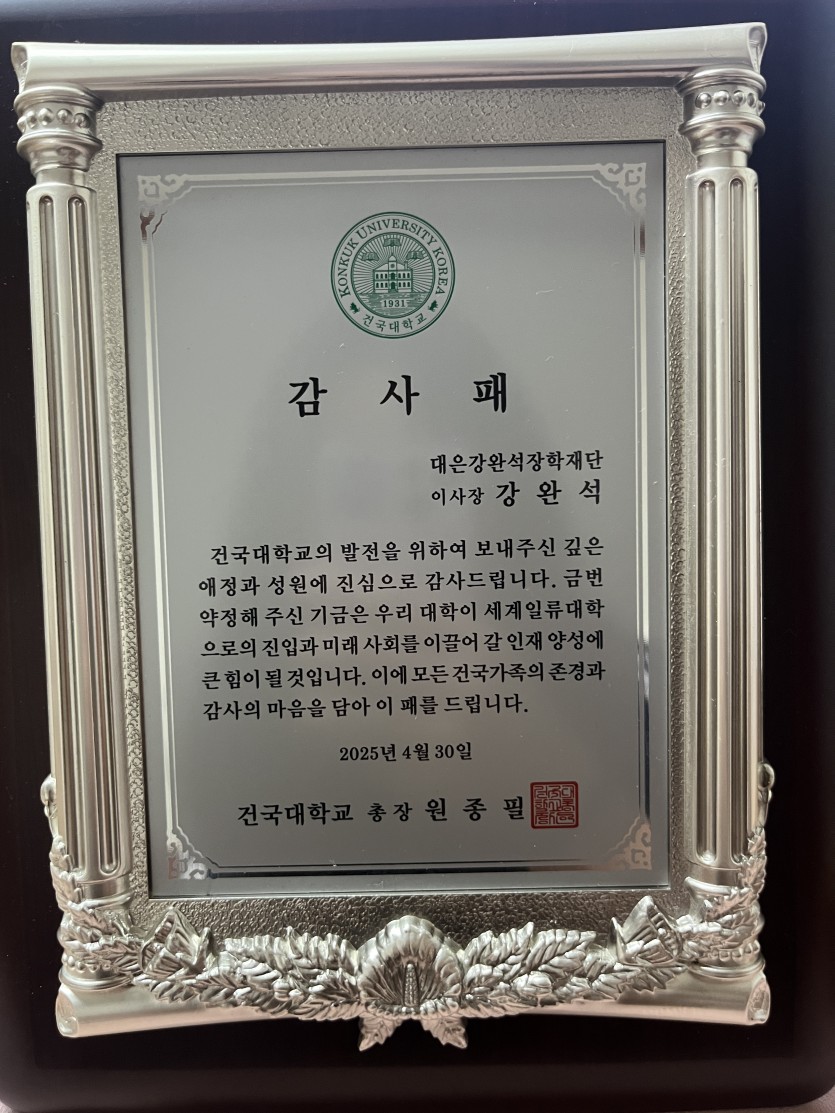 KONKUK UNIVERSITY KOREA
1931
건국대학교
감 사 패
대은강완석장학재단
이사장 강 완 석
건국대학교의 발전을 위하여 보내주신 깊은
애정과 성원에 진심으로 감사드립니다. 금번
약정해 주신 기금은 우리 대학이 세계일류대학
으로의 진입과 미래 사회를 이끌어 갈 인재 양성에
큰 힘이 될 것입니다. 이에 모든 건국가족의 존경과
감사의 마음을 담아 이 패를 드립니다.
2025년 4월 30일
건국대학교 총장 원 종 필